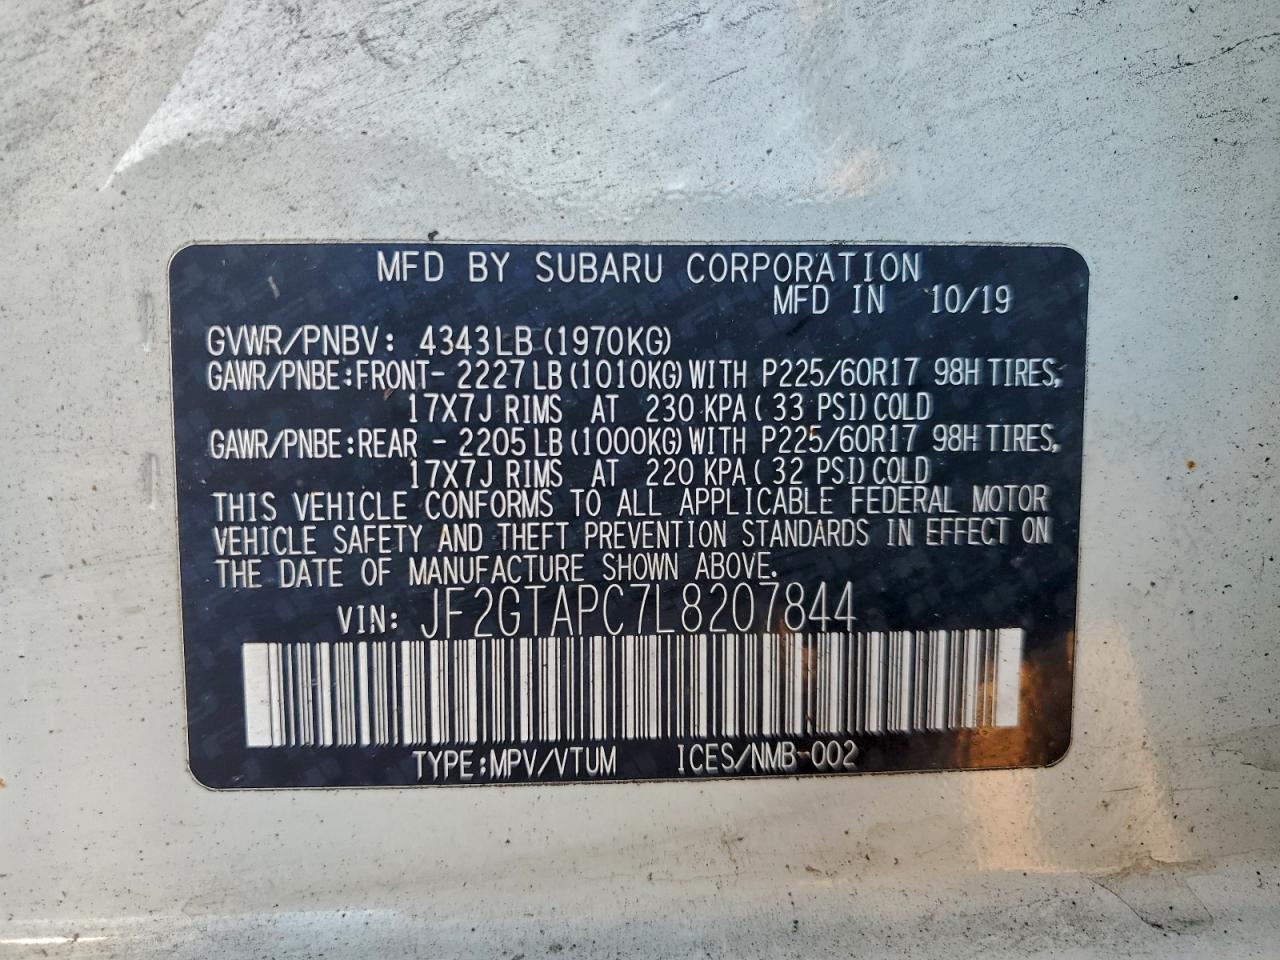 MFD BY SUBARU CORPORATION
MFD IN 10/19
GVWR/PNBV: 4343LB(1970KG)
GAWR/PNBE:FRONT- 2227LB(1010KG)WITH P225/60R17 98H TIRES,
17X7J RIMS AT 230 KPA( 33 PSI)COLD
GAWR/PNBE:REAR - 2205LB(1000KG)WITH P225/60R17 98H TIRES,
17X7J RIMS AT 220 KPA( 32 PSI)COLD
THIS VEHICLE CONFORMS TO ALL APPLICABLE FEDERAL MOTOR
VEHICLE SAFETY AND THEFT PREVENTION STANDARDS IN EFFECT ON
THE DATE OF MANUFACTURE SHOWN ABOVE.
VIN: JF2GTAPC7L8207844
TYPE:MPV/VTUM ICES/NMB-002